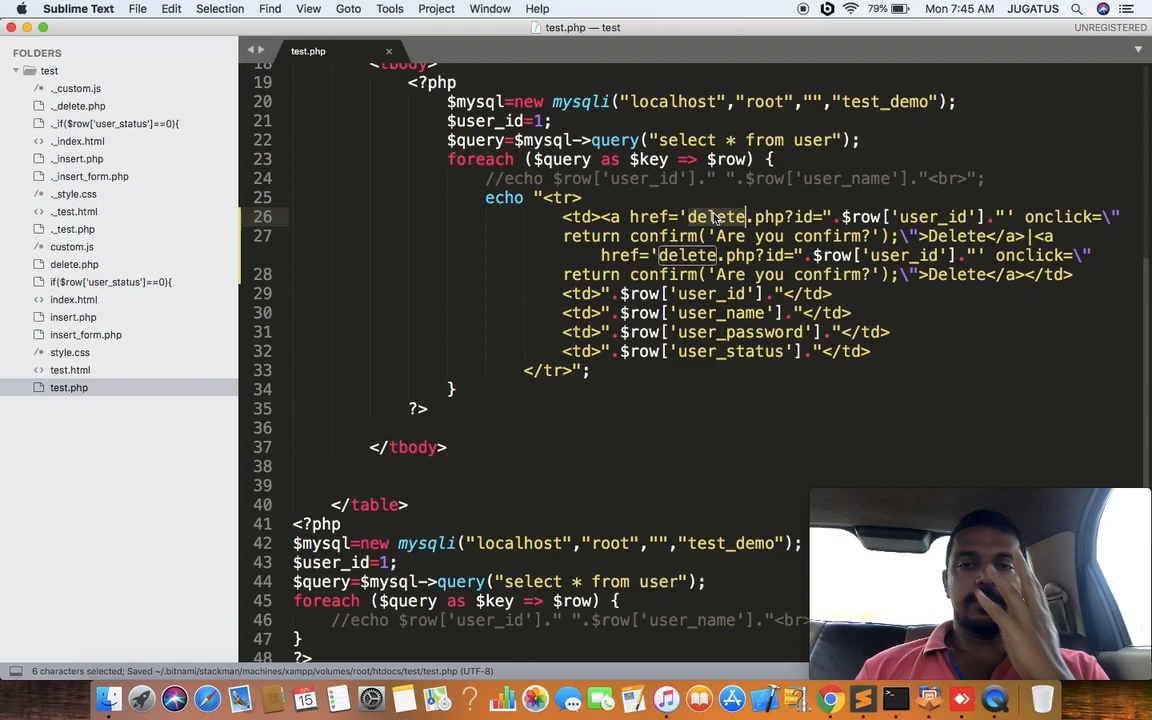 Sublime Text File Edit Selection Find View Goto Tools Project Window Help 79% Mon 7:45 AM JUGATUS
test.php — test UNREGISTERED
FOLDERS
test
._custom.js
._delete.php
._if($row['user_status']==0){
._index.html
._insert.php
._insert_form.php
._style.css
._test.html
._test.php
custom.js
delete.php
if($row['user_status']==0){
index.html
insert.php
insert_form.php
style.css
test.html
test.php
test.php ×
18 <tbody>
19 <?php
20 $mysql=new mysqli("localhost","root","","test_demo");
21 $user_id=1;
22 $query=$mysql->query("select * from user");
23 foreach ($query as $key => $row) {
24 //echo $row['user_id']." ".$row['user_name']."<br>";
25 echo "<tr>
26 <td><a href='delete.php?id=".$row['user_id']."' onclick=\"
27 return confirm('Are you confirm?');\">Delete</a>|<a
href='delete.php?id=".$row['user_id']."' onclick=\"
28 return confirm('Are you confirm?');\">Delete</a></td>
29 <td>".$row['user_id']."</td>
30 <td>".$row['user_name']."</td>
31 <td>".$row['user_password']."</td>
32 <td>".$row['user_status']."</td>
33 </tr>";
34 }
35 ?>
36
37 </tbody>
38
39
40 </table>
41 <?php
42 $mysql=new mysqli("localhost","root","","test_demo");
43 $user_id=1;
44 $query=$mysql->query("select * from user");
45 foreach ($query as $key => $row) {
46 //echo $row['user_id']." ".$row['user_name']."<br>
47 }
48 ?>
6 characters selected; Saved ~/.bitnami/stackman/machines/xampp/volumes/root/htdocs/test/test.php (UTF-8)
15